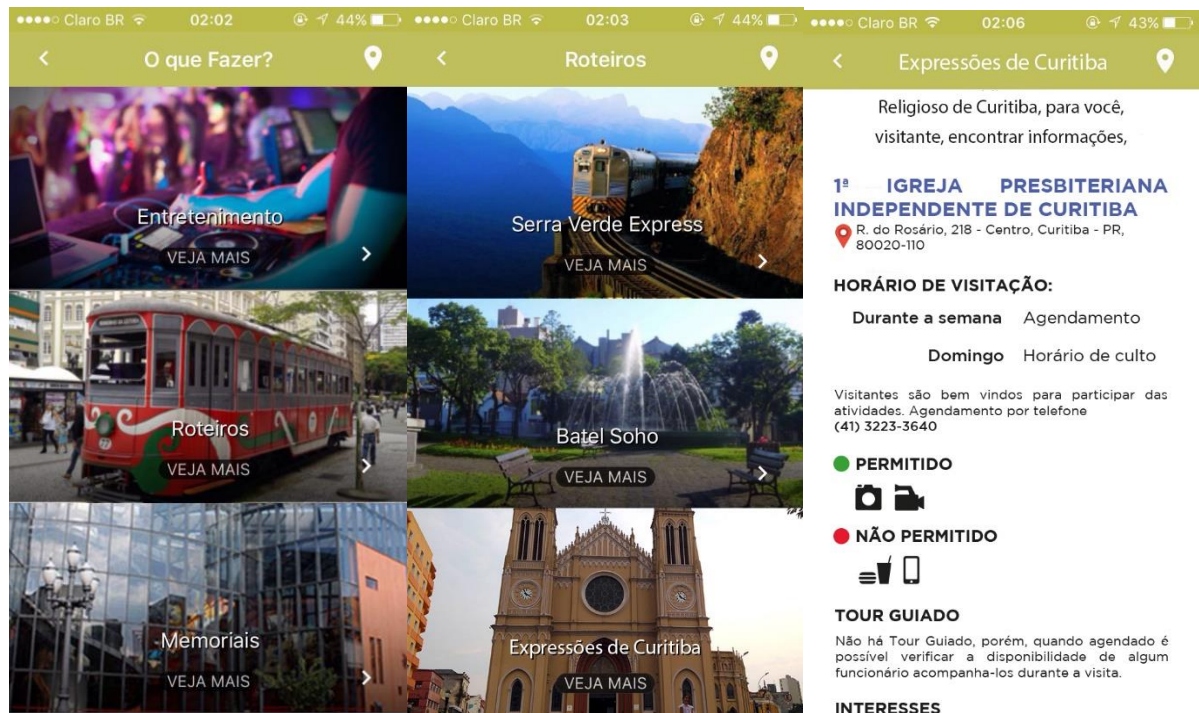 ●●●●○ Claro BR 02:02 44%
O que Fazer?
Entretenimento
VEJA MAIS
Roteiros
VEJA MAIS
Memoriais
VEJA MAIS
●●●●○ Claro BR 02:03 44%
Roteiros
Serra Verde Express
VEJA MAIS
Batel Soho
VEJA MAIS
Expressões de Curitiba
VEJA MAIS
●●●●○ Claro BR 02:06 43%
Expressões de Curitiba
Religioso de Curitiba, para você,
visitante, encontrar informações,
1ª IGREJA PRESBITERIANA
INDEPENDENTE DE CURITIBA
R. do Rosário, 218 - Centro, Curitiba - PR,
80020-110
HORÁRIO DE VISITAÇÃO:
Durante a semana Agendamento
Domingo Horário de culto
Visitantes são bem vindos para participar das
atividades. Agendamento por telefone
(41) 3223-3640
PERMITIDO
NÃO PERMITIDO
TOUR GUIADO
Não há Tour Guiado, porém, quando agendado é
possível verificar a disponibilidade de algum
funcionário acompanha-los durante a visita.
INTERESSES